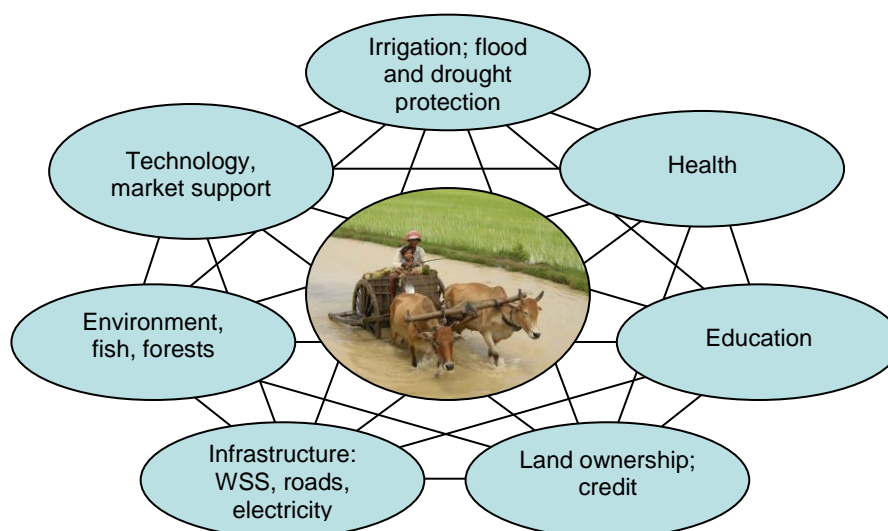 Irrigation; flood
and drought
protection
Technology,
market support
Health
Environment,
fish, forests
Education
Infrastructure:
WSS, roads,
electricity
Land ownership;
credit